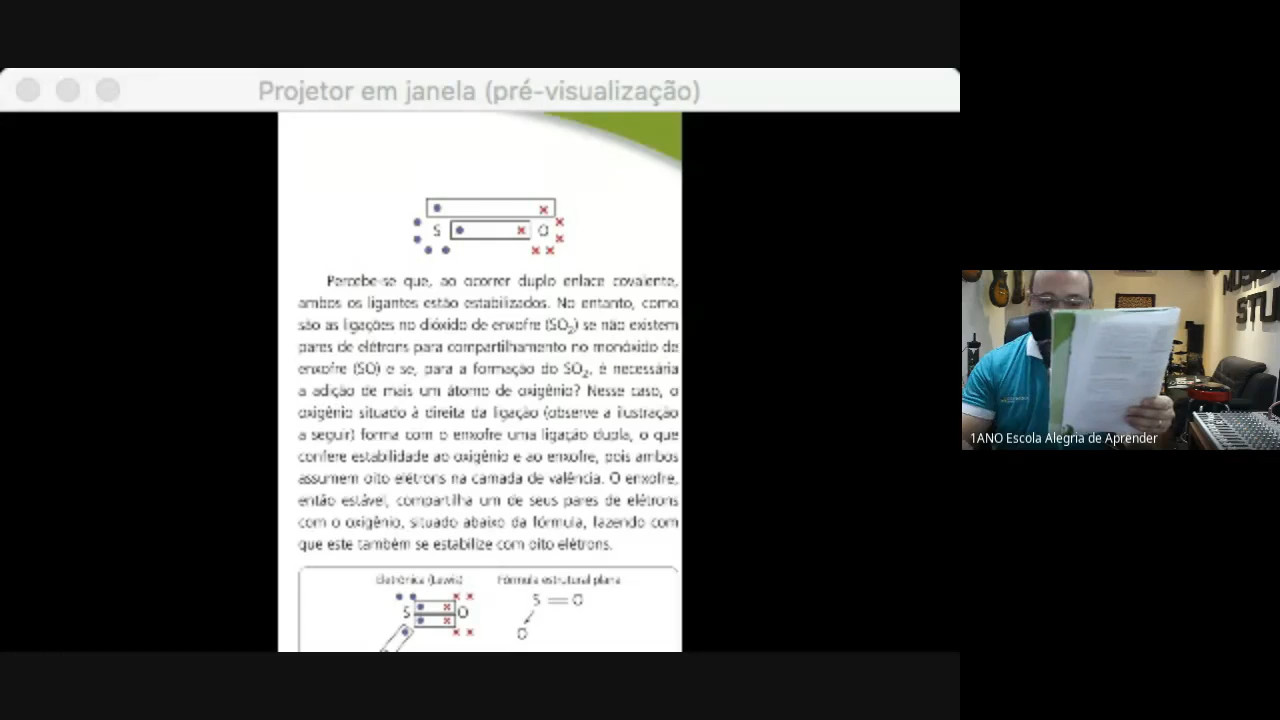 Projetor em janela (pré-visualização)
S O
Percebe-se que, ao ocorrer duplo enlace covalente,
ambos os ligantes estão estabilizados. No entanto, como
são as ligações no dióxido de enxofre (SO₂) se não existem
pares de elétrons para compartilhamento no monóxido de
enxofre (SO) e se, para a formação do SO₂, é necessária
a adição de mais um átomo de oxigênio? Nesse caso, o
oxigênio situado à direita da ligação (observe a ilustração
a seguir) forma com o enxofre uma ligação dupla, o que
confere estabilidade ao oxigênio e ao enxofre, pois ambos
assumem oito elétrons na camada de valência. O enxofre,
então estável, compartilha um de seus pares de elétrons
com o oxigênio, situado abaixo da fórmula, fazendo com
que este também se estabilize com oito elétrons.
Eletrônica (Lewis) Fórmula estrutural plana
S O S = O
O
1ANO Escola Alegria de Aprender